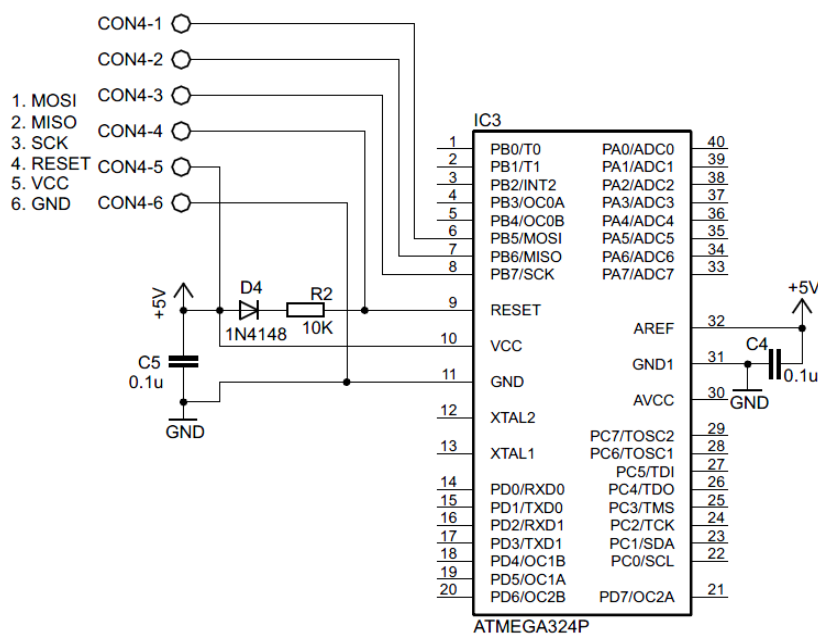 CON4-1
CON4-2
CON4-3
CON4-4
CON4-5
CON4-6
1. MOSI
2. MISO
3. SCK
4. RESET
5. VCC
6. GND
+5V
C5
0.1u
GND
D4
1N4148
R2
10K
IC3
1 PB0/T0
2 PB1/T1
3 PB2/INT2
4 PB3/OC0A
5 PB4/OC0B
6 PB5/MOSI
7 PB6/MISO
8 PB7/SCK
9 RESET
10 VCC
11 GND
12 XTAL2
13 XTAL1
14 PD0/RXD0
15 PD1/TXD0
16 PD2/RXD1
17 PD3/TXD1
18 PD4/OC1B
19 PD5/OC1A
20 PD6/OC2B
PA0/ADC0 40
PA1/ADC1 39
PA2/ADC2 38
PA3/ADC3 37
PA4/ADC4 36
PA5/ADC5 35
PA6/ADC6 34
PA7/ADC7 33
AREF 32
GND1 31
AVCC 30
PC7/TOSC2 29
PC6/TOSC1 28
PC5/TDI 27
PC4/TDO 26
PC3/TMS 25
PC2/TCK 24
PC1/SDA 23
PC0/SCL 22
PD7/OC2A 21
ATMEGA324P
+5V
C4
0.1u
GND